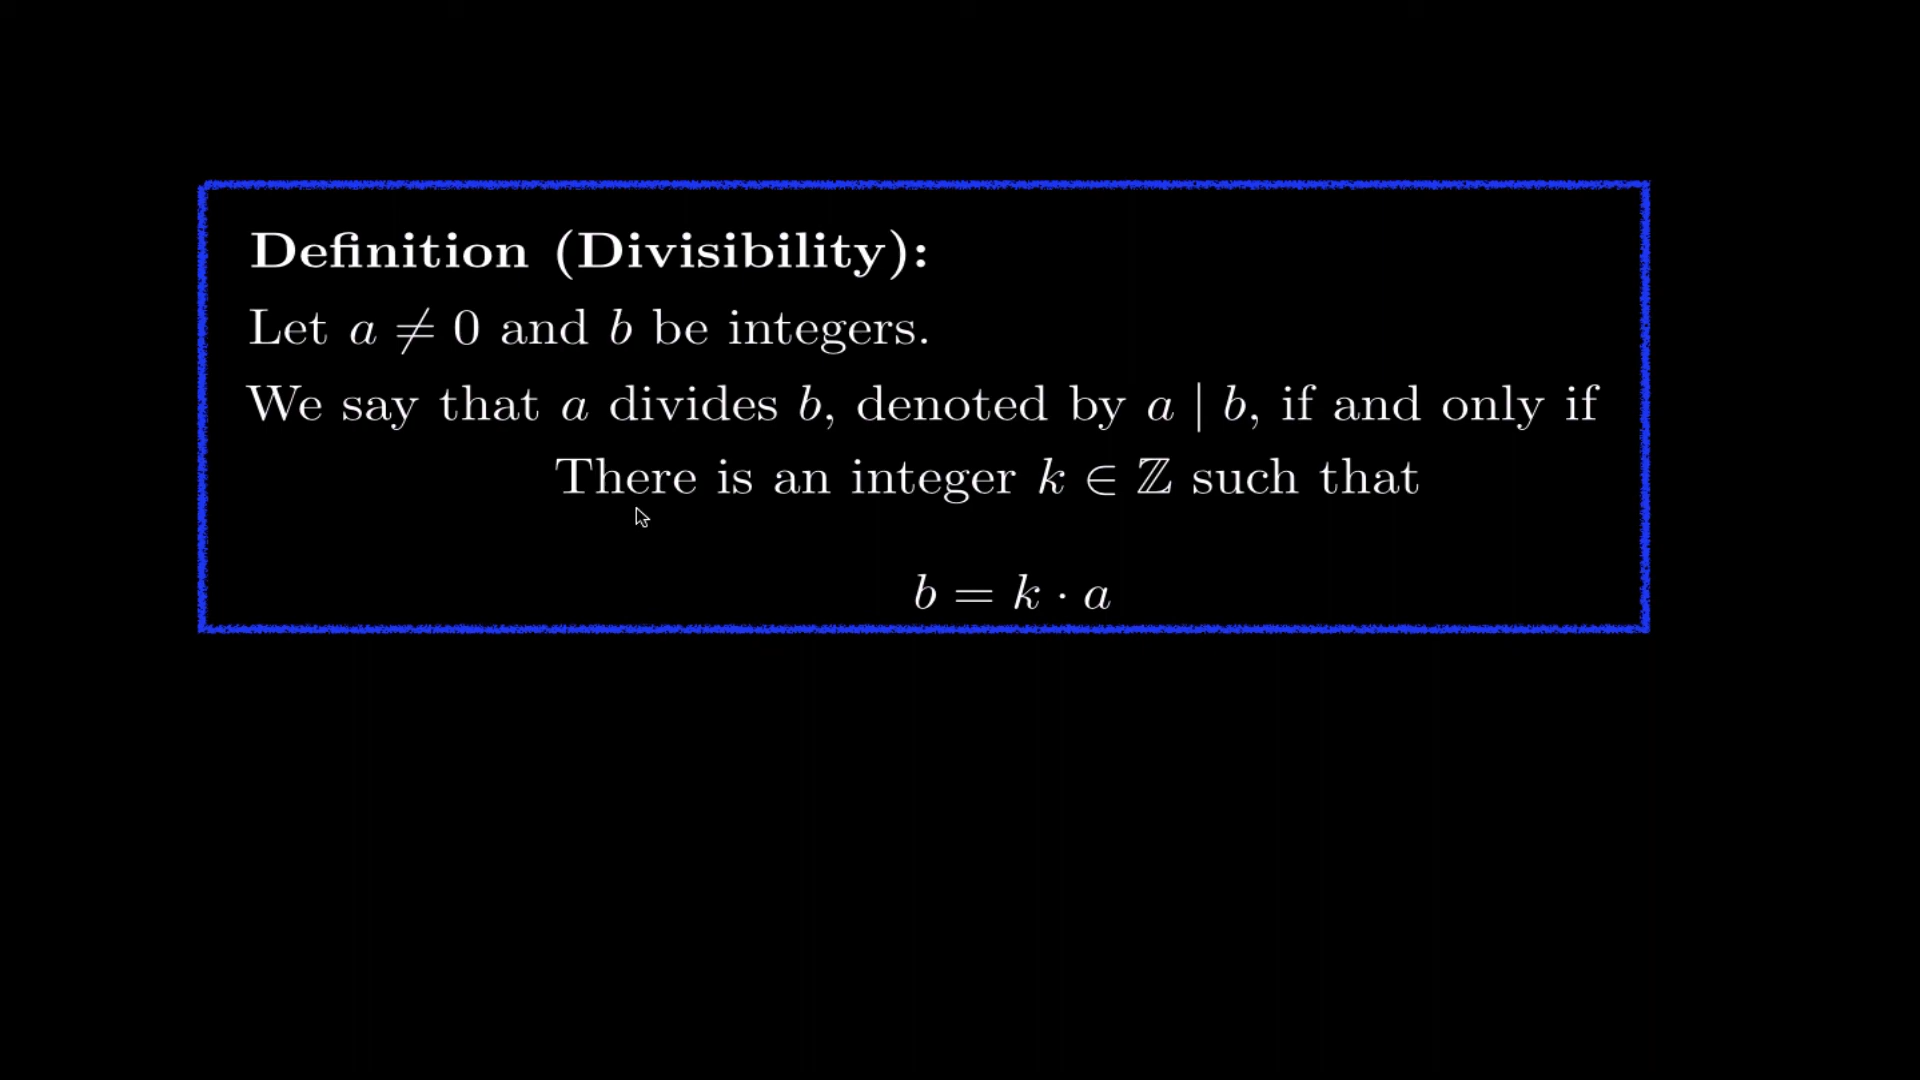 Definition (Divisibility):
Let a ≠ 0 and b be integers.
We say that a divides b, denoted by a | b, if and only if
There is an integer k ∈ ℤ such that
b = k · a